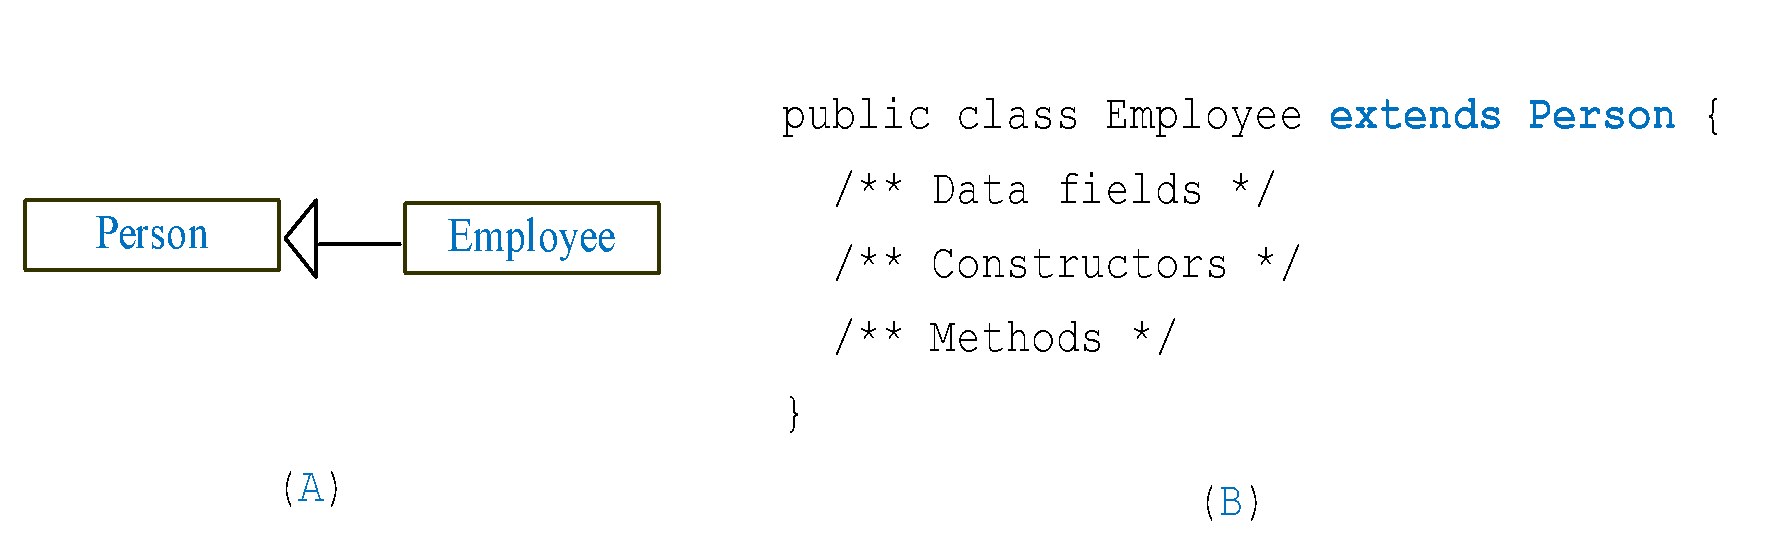 Person
Employee
(A)
public class Employee extends Person {
/** Data fields */
/** Constructors */
/** Methods */
}
(B)